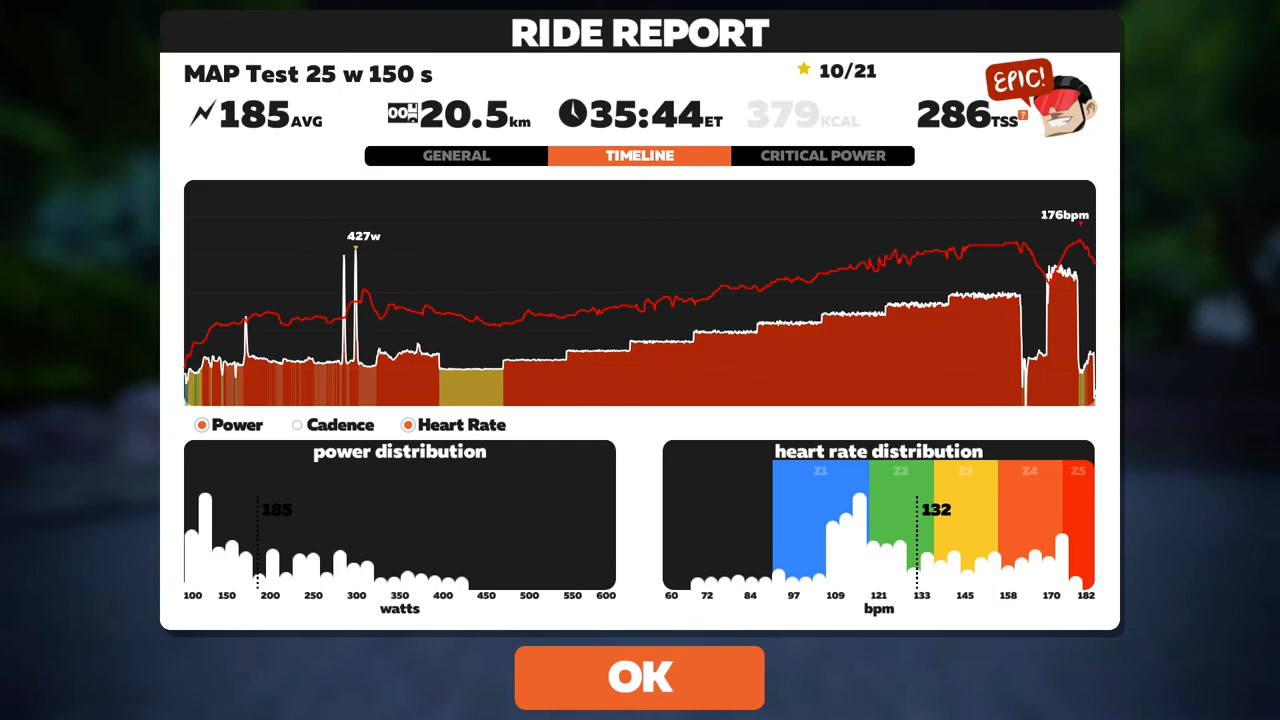 RIDE REPORT
MAP Test 25 w 150 s
10/21
EPIC!
185AVG
20.5km
35:44ET
379KCAL
286TSS?
GENERAL
TIMELINE
CRITICAL POWER
427w
176bpm
Power
Cadence
Heart Rate
power distribution
185
100 150 200 250 300 350 400 450 500 550 600
watts
heart rate distribution
Z1 Z2 Z3 Z4 Z5
132
60 72 84 97 109 121 133 145 158 170 182
bpm
OK